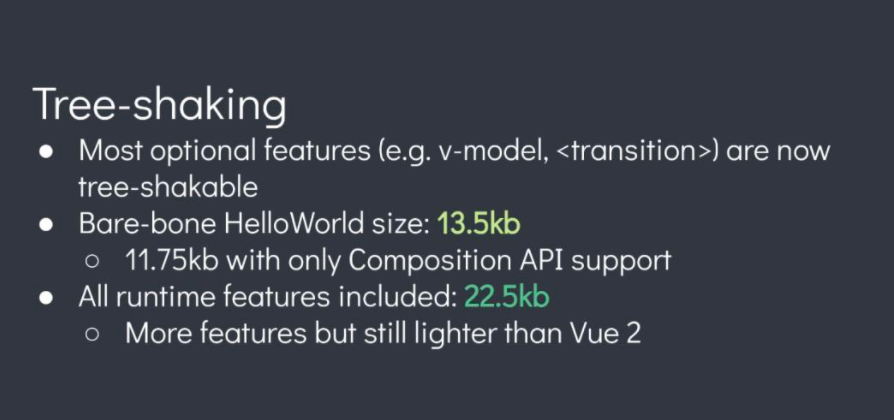 Tree-shaking
● Most optional features (e.g. v-model, <transition>) are now
tree-shakable
● Bare-bone HelloWorld size: 13.5kb
○ 11.75kb with only Composition API support
● All runtime features included: 22.5kb
○ More features but still lighter than Vue 2